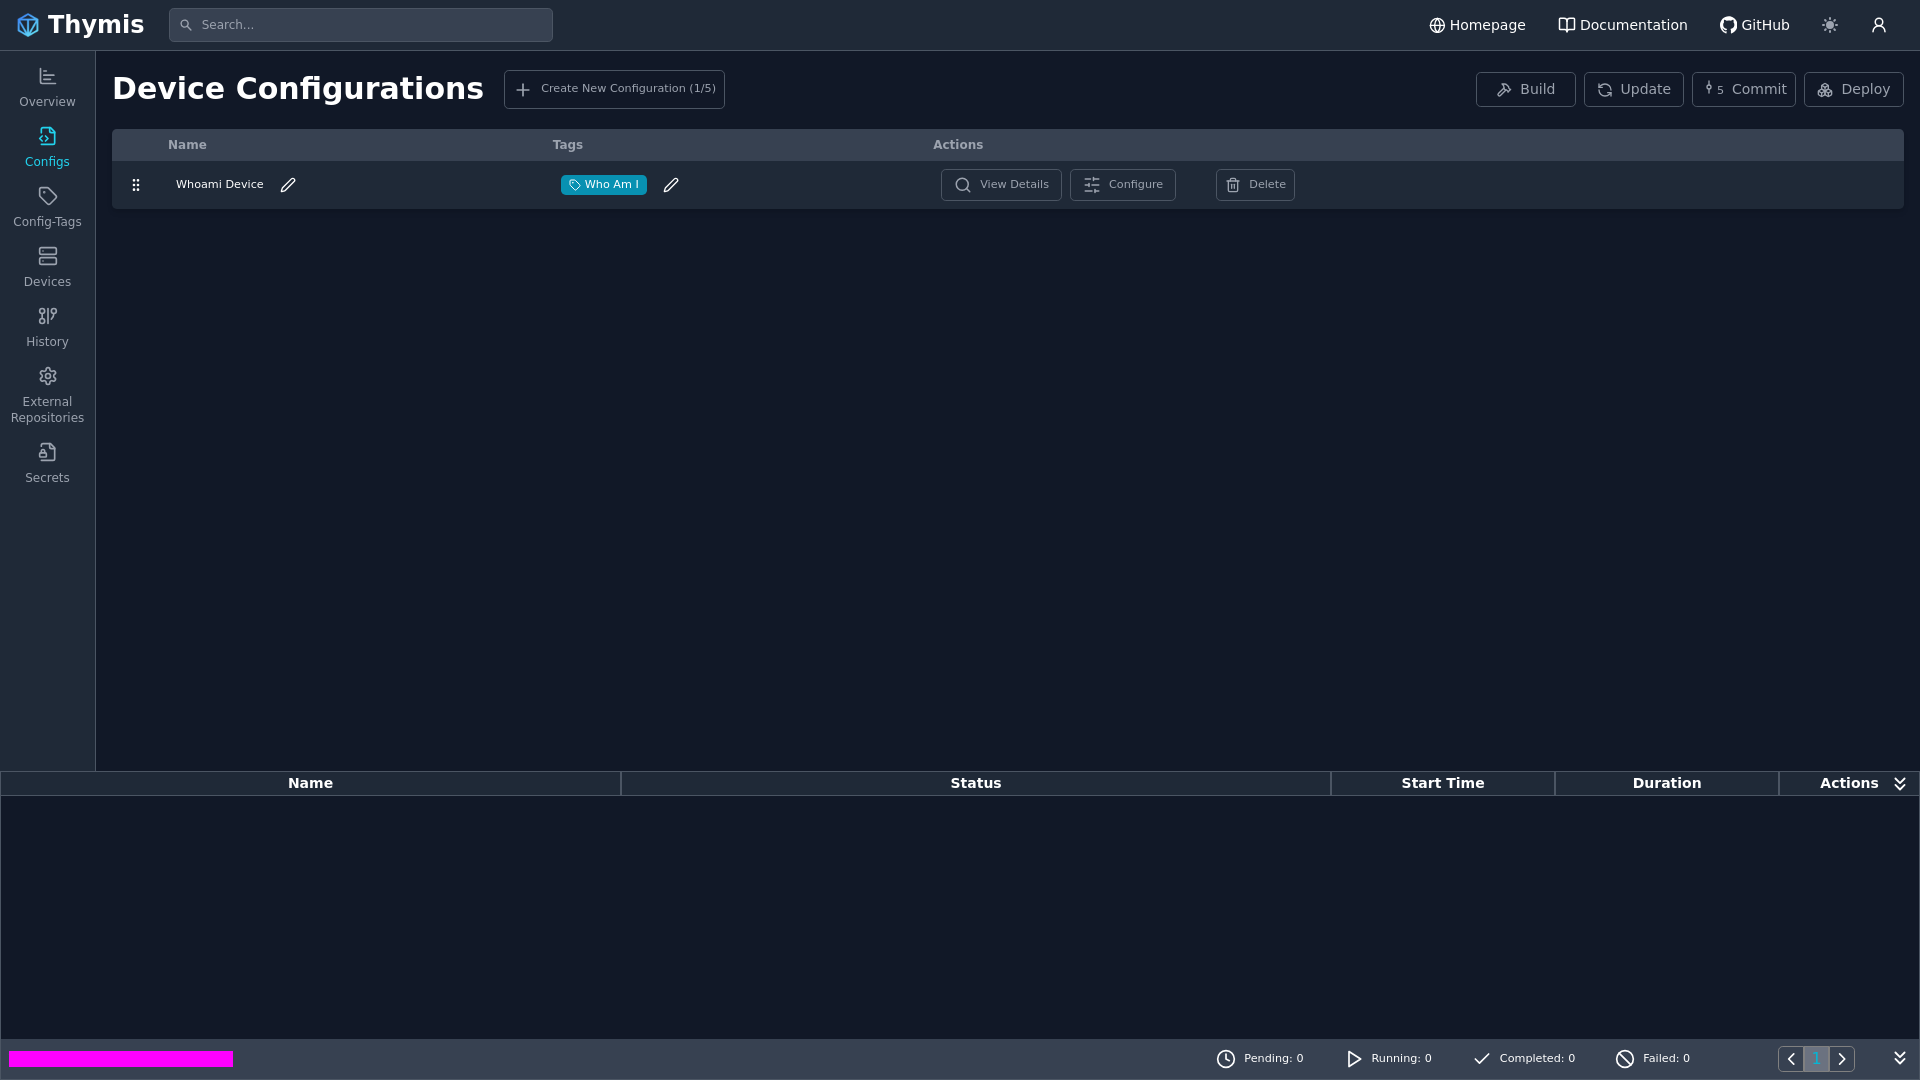 Thymis
Search...
Homepage
Documentation
GitHub
Overview
Configs
Config-Tags
Devices
History
External
Repositories
Secrets
Device Configurations
Create New Configuration (1/5)
Build
Update
5 Commit
Deploy
Name Tags Actions
Whoami Device Who Am I View Details Configure Delete
Name Status Start Time Duration Actions
Pending: 0 Running: 0 Completed: 0 Failed: 0 1